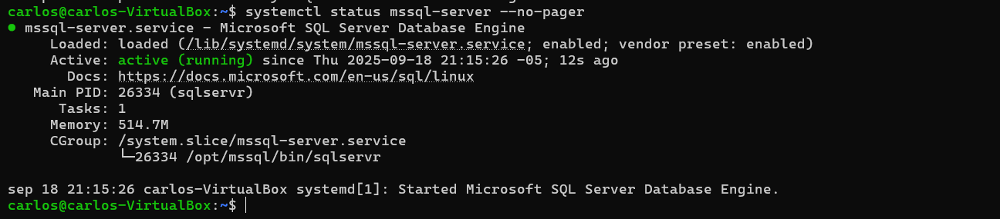 carlos@carlos-VirtualBox:~$ systemctl status mssql-server --no-pager
● mssql-server.service - Microsoft SQL Server Database Engine
     Loaded: loaded (/lib/systemd/system/mssql-server.service; enabled; vendor preset: enabled)
     Active: active (running) since Thu 2025-09-18 21:15:26 -05; 12s ago
       Docs: https://docs.microsoft.com/en-us/sql/linux
   Main PID: 26334 (sqlservr)
      Tasks: 1
     Memory: 514.7M
     CGroup: /system.slice/mssql-server.service
             └─26334 /opt/mssql/bin/sqlservr

sep 18 21:15:26 carlos-VirtualBox systemd[1]: Started Microsoft SQL Server Database Engine.
carlos@carlos-VirtualBox:~$